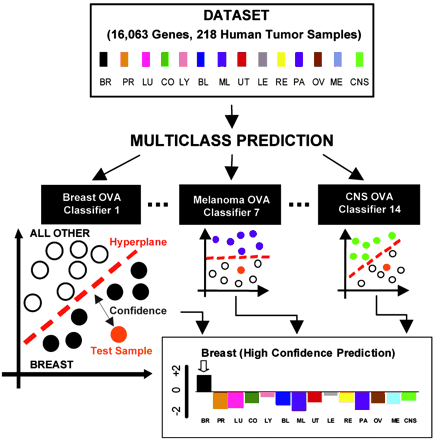 DATASET
(16,063 Genes, 218 Human Tumor Samples)
BR PR LU CO LY BL ML UT LE RE PA OV ME CNS
MULTICLASS PREDICTION
Breast OVA
Classifier 1
Melanoma OVA
Classifier 7
CNS OVA
Classifier 14
ALL OTHER
Hyperplane
Confidence
Test Sample
BREAST
Breast (High Confidence Prediction)
+2
0
-2
BR PR LU CO LY BL ML UT LE RE PA OV ME CNS